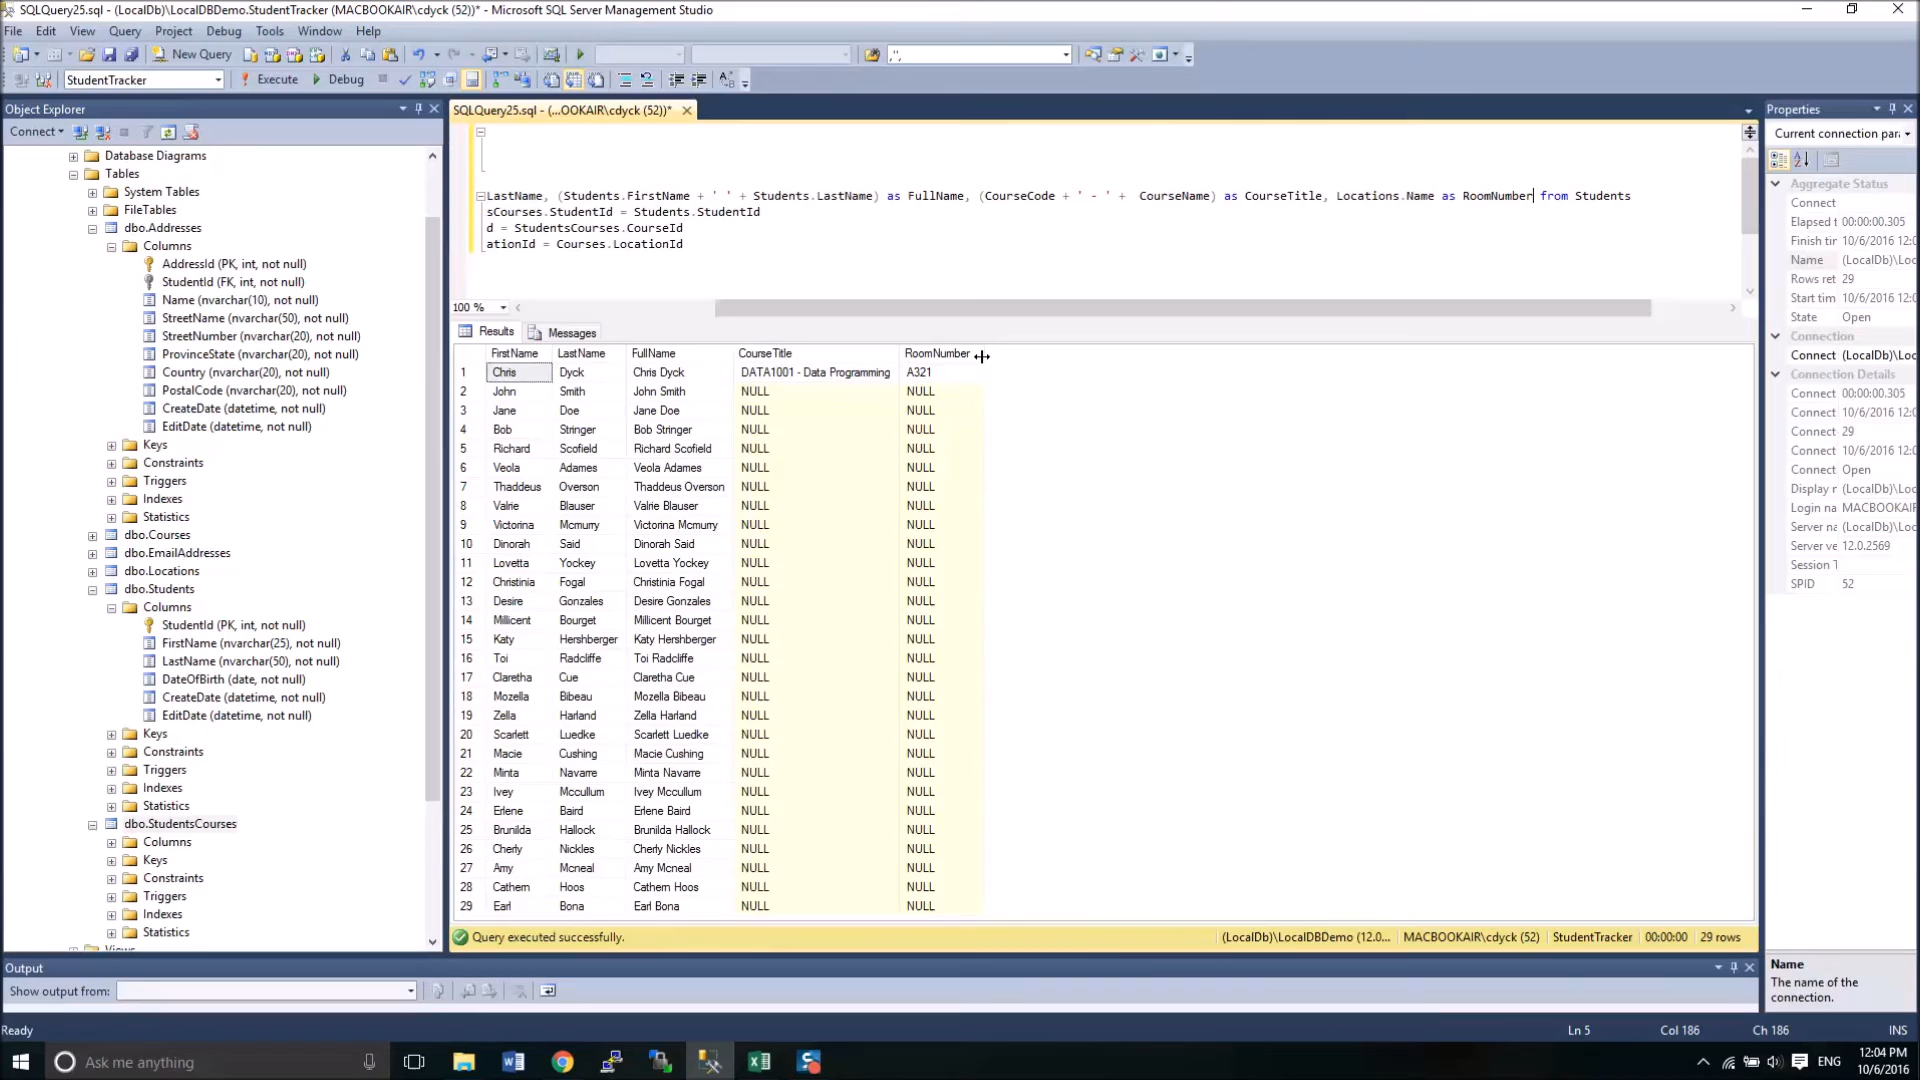 SQLQuery25.sql - (LocalDb)\LocalDBDemo.StudentTracker (MACBOOKAIR\cdyck (52))* - Microsoft SQL Server Management Studio
File Edit View Query Project Debug Tools Window Help
New Query , ;
StudentTracker Execute Debug
Object Explorer
Connect
Database Diagrams
Tables
System Tables
FileTables
dbo.Addresses
Columns
AddressId (PK, int, not null)
StudentId (FK, int, not null)
Name (nvarchar(10), not null)
StreetName (nvarchar(50), not null)
StreetNumber (nvarchar(20), not null)
ProvinceState (nvarchar(20), not null)
Country (nvarchar(20), not null)
PostalCode (nvarchar(20), not null)
CreateDate (datetime, not null)
EditDate (datetime, not null)
Keys
Constraints
Triggers
Indexes
Statistics
dbo.Courses
dbo.EmailAddresses
dbo.Locations
dbo.Students
Columns
StudentId (PK, int, not null)
FirstName (nvarchar(25), not null)
LastName (nvarchar(50), not null)
DateOfBirth (date, not null)
CreateDate (datetime, not null)
EditDate (datetime, not null)
Keys
Constraints
Triggers
Indexes
Statistics
dbo.StudentsCourses
Columns
Keys
Constraints
Triggers
Indexes
Statistics
Views
SQLQuery25.sql - (...OOKAIR\cdyck (52))*
LastName, (Students.FirstName + ' ' + Students.LastName) as FullName, (CourseCode + ' - ' + CourseName) as CourseTitle, Locations.Name as RoomNumber from Students
sCourses.StudentId = Students.StudentId
d = StudentsCourses.CourseId
ationId = Courses.LocationId
100 %
Results Messages
FirstName LastName FullName CourseTitle RoomNumber
1 Chris Dyck Chris Dyck DATA1001 - Data Programming A321
2 John Smith John Smith NULL NULL
3 Jane Doe Jane Doe NULL NULL
4 Bob Stringer Bob Stringer NULL NULL
5 Richard Scofield Richard Scofield NULL NULL
6 Veola Adames Veola Adames NULL NULL
7 Thaddeus Overson Thaddeus Overson NULL NULL
8 Valrie Blauser Valrie Blauser NULL NULL
9 Victorina Mcmurry Victorina Mcmurry NULL NULL
10 Dinorah Said Dinorah Said NULL NULL
11 Lovetta Yockey Lovetta Yockey NULL NULL
12 Christinia Fogal Christinia Fogal NULL NULL
13 Desire Gonzales Desire Gonzales NULL NULL
14 Millicent Bourget Millicent Bourget NULL NULL
15 Katy Hershberger Katy Hershberger NULL NULL
16 Toi Radcliffe Toi Radcliffe NULL NULL
17 Claretha Cue Claretha Cue NULL NULL
18 Mozella Bibeau Mozella Bibeau NULL NULL
19 Zella Harland Zella Harland NULL NULL
20 Scarlett Luedke Scarlett Luedke NULL NULL
21 Macie Cushing Macie Cushing NULL NULL
22 Minta Navarre Minta Navarre NULL NULL
23 Ivey Mccullum Ivey Mccullum NULL NULL
24 Erlene Baird Erlene Baird NULL NULL
25 Brunilda Hallock Brunilda Hallock NULL NULL
26 Cherly Nickles Cherly Nickles NULL NULL
27 Amy Mcneal Amy Mcneal NULL NULL
28 Cathern Hoos Cathern Hoos NULL NULL
29 Earl Bona Earl Bona NULL NULL
Query executed successfully. (LocalDb)\LocalDBDemo (12.0... MACBOOKAIR\cdyck (52) StudentTracker 00:00:00 29 rows
Properties
Current connection para
Aggregate Status
Connect
Elapsed t 00:00:00.305
Finish tir 10/6/2016 12:0
Name (LocalDb)\Loc
Rows ret 29
Start tim 10/6/2016 12:0
State Open
Connection
Connect (LocalDb)\Loc
Connection Details
Connect 00:00:00.305
Connect 10/6/2016 12:0
Connect 29
Connect 10/6/2016 12:0
Connect Open
Display r (LocalDb)\Loc
Login na MACBOOKAIR
Server na (LocalDb)\Loc
Server ve 12.0.2569
Session T
SPID 52
Name
The name of the
connection.
Output
Show output from:
Ready Ln 5 Col 186 Ch 186 INS
Ask me anything ENG 12:04 PM
10/6/2016